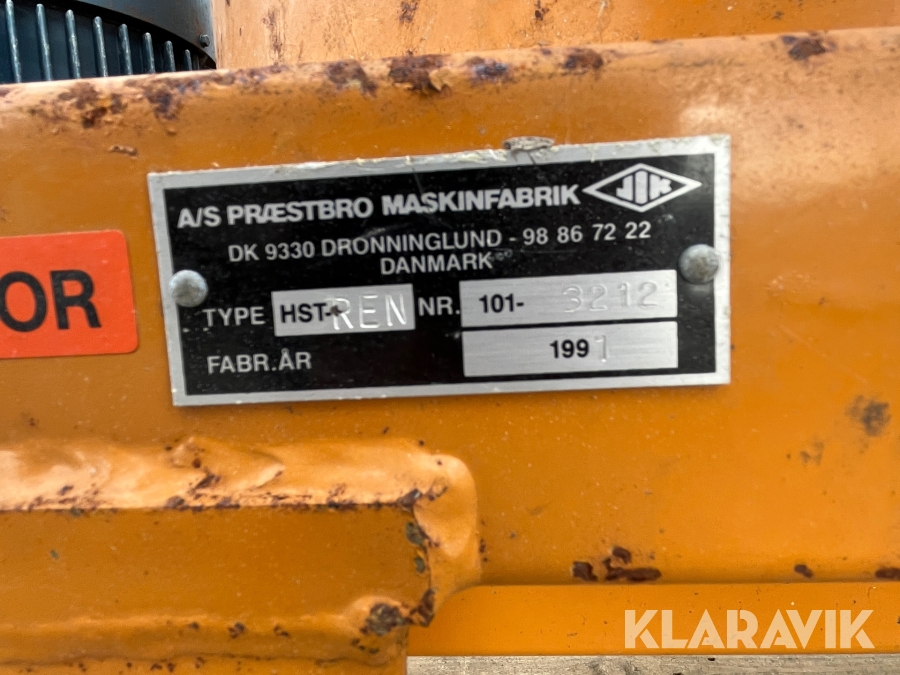 A/S PRÆSTBRO MASKINFABRIK JIK
DK 9330 DRONNINGLUND - 98 86 72 22
DANMARK
OR
TYPE HST-REN NR. 101-3212
FABR.ÅR 1991
KLARAVIK